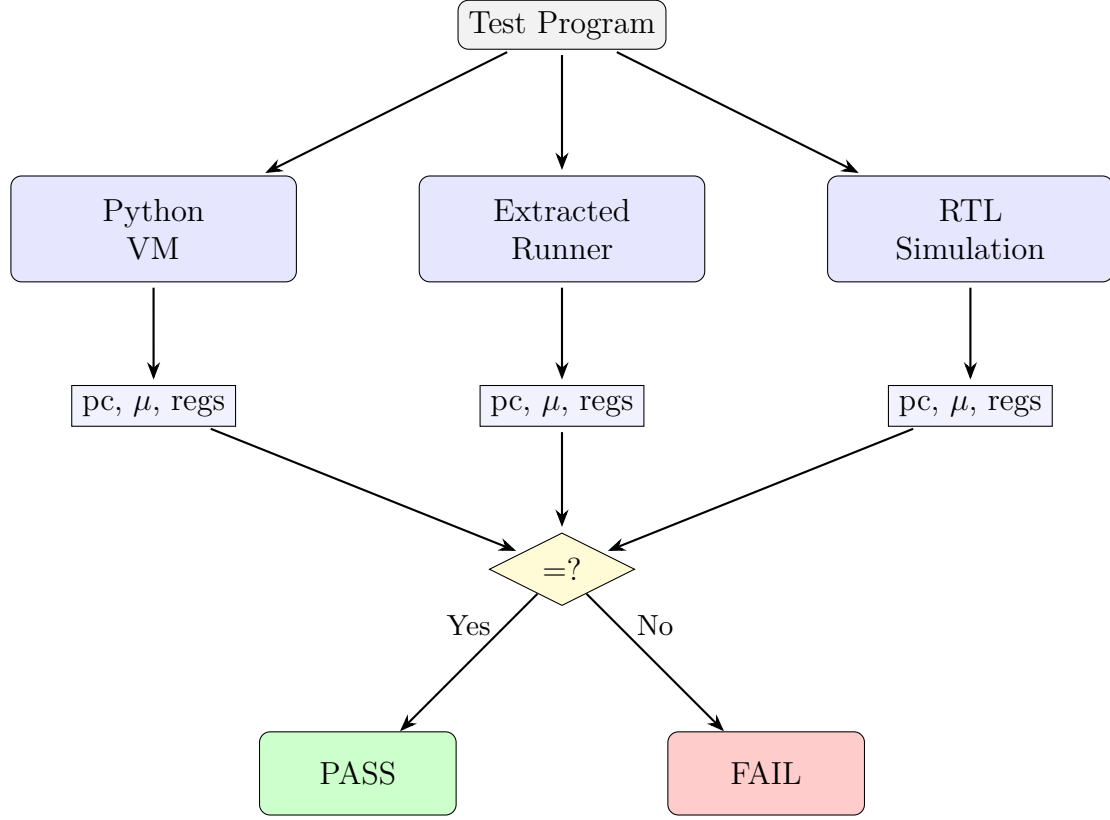 Test Program
Python
VM
Extracted
Runner
RTL
Simulation
pc, μ, regs
pc, μ, regs
pc, μ, regs
=?
Yes
No
PASS
FAIL